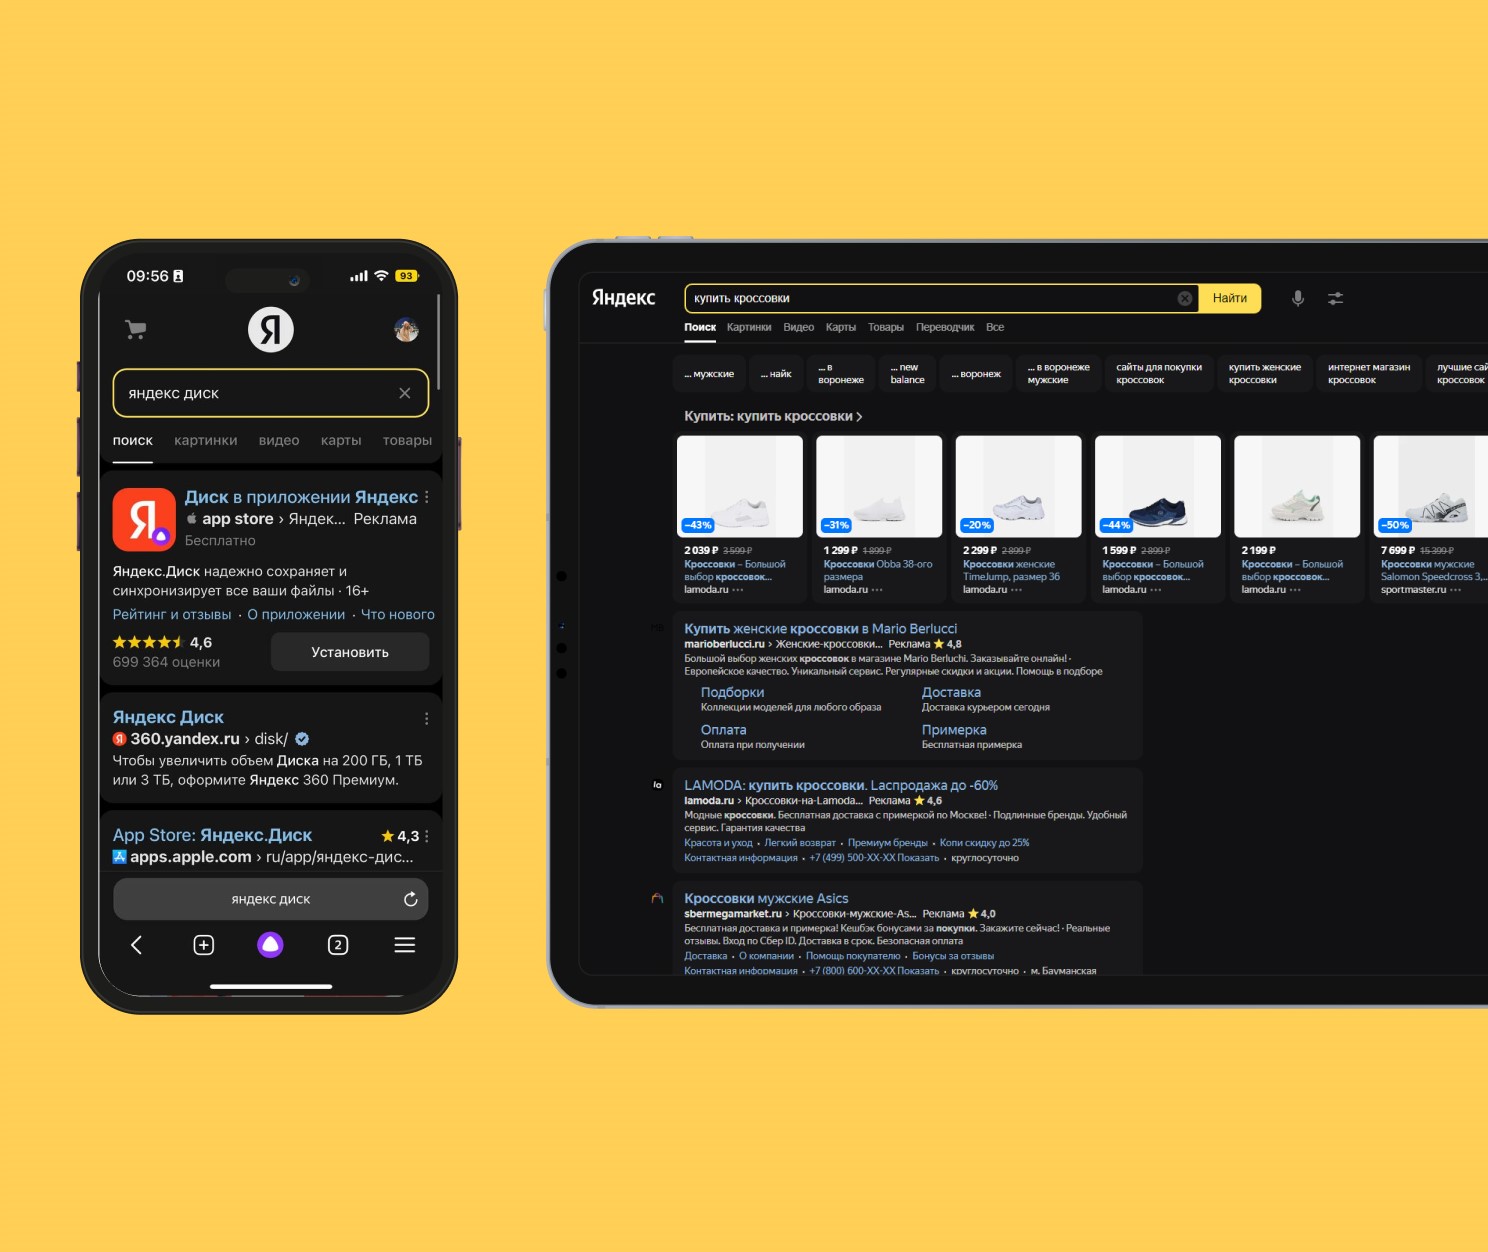 09:56
93
Я
яндекс диск
поиск картинки видео карты товары
Я
Диск в приложении Яндекс
app store › Яндек... Реклама
Бесплатно
Яндекс.Диск надежно сохраняет и
синхронизирует все ваши файлы · 16+
Рейтинг и отзывы · О приложении · Что нового
4,6
699 364 оценки
Установить
Яндекс Диск
Я 360.yandex.ru › disk/
Чтобы увеличить объем Диска на 200 ГБ, 1 ТБ
или 3 ТБ, оформите Яндекс 360 Премиум.
App Store: Яндекс.Диск 4,3
apps.apple.com › ru/app/яндекс-дис...
яндекс диск
2
Яндекс
купить кроссовки
Найти
Поиск Картинки Видео Карты Товары Переводчик Все
... мужские
... найк
... в
воронеже
... new
balance
... воронеж
... в воронеже
мужские
сайты для покупки
кроссовок
купить женские
кроссовки
интернет магазин
кроссовок
лучшие сай
кроссовок
Купить: купить кроссовки >
-43%
2 039 ₽ 3 599 ₽
Кроссовки – Большой
выбор кроссовок...
lamoda.ru •••
-31%
1 299 ₽ 1 899 ₽
Кроссовки Obba 38-ого
размера
lamoda.ru •••
-20%
2 299 ₽ 2 899 ₽
Кроссовки женские
TimeJump, размер 36
lamoda.ru •••
-44%
1 599 ₽ 2 899 ₽
Кроссовки – Большой
выбор кроссовок...
lamoda.ru •••
2 199 ₽
Кроссовки – Большой
выбор кроссовок...
lamoda.ru •••
-50%
7 699 ₽ 15 399 ₽
Кроссовки мужские
Salomon Speedcross 3,..
sportmaster.ru •••
Купить женские кроссовки в Mario Berlucci
marioberlucci.ru › Женские-кроссовки... Реклама 4,8
Большой выбор женских кроссовок в магазине Mario Berluchi. Заказывайте онлайн! ·
Европейское качество. Уникальный сервис. Регулярные скидки и акции. Помощь в подборе
Подборки
Коллекции моделей для любого образа
Доставка
Доставка курьером сегодня
Оплата
Оплата при получении
Примерка
Бесплатная примерка
la
LAMODA: купить кроссовки. Lаспродажа до -60%
lamoda.ru › Кроссовки-на-Lamoda... Реклама 4,6
Модные кроссовки. Бесплатная доставка с примеркой по Москве! · Подлинные бренды. Удобный
сервис. Гарантия качества
Красота и уход · Легкий возврат · Премиум бренды · Копи скидку до 25%
Контактная информация · +7 (499) 500-XX-XX Показать · круглосуточно
Кроссовки мужские Asics
sbermegamarket.ru › Кроссовки-мужские-As... Реклама 4,0
Бесплатная доставка и примерка! Кешбэк бонусами за покупки. Закажите сейчас! · Реальные
отзывы. Вход по Сбер ID. Доставка в срок. Безопасная оплата
Доставка · О компании · Помощь покупателю · Бонусы за отзывы
Контактная информация · +7 (800) 600-XX-XX Показать · круглосуточно · м. Бауманская